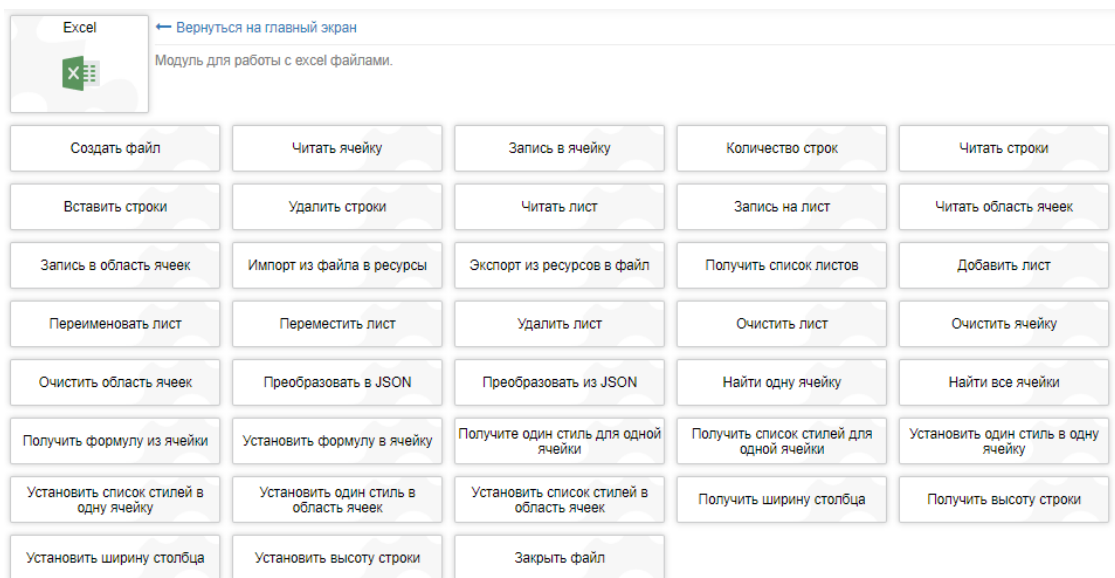 Excel
← Вернуться на главный экран
Модуль для работы с excel файлами.
Создать файл
Читать ячейку
Запись в ячейку
Количество строк
Читать строки
Вставить строки
Удалить строки
Читать лист
Запись на лист
Читать область ячеек
Запись в область ячеек
Импорт из файла в ресурсы
Экспорт из ресурсов в файл
Получить список листов
Добавить лист
Переименовать лист
Переместить лист
Удалить лист
Очистить лист
Очистить ячейку
Очистить область ячеек
Преобразовать в JSON
Преобразовать из JSON
Найти одну ячейку
Найти все ячейки
Получить формулу из ячейки
Установить формулу в ячейку
Получите один стиль для одной
ячейки
Получить список стилей для
одной ячейки
Установить один стиль в одну
ячейку
Установить список стилей в
одну ячейку
Установить один стиль в
область ячеек
Установить список стилей в
область ячеек
Получить ширину столбца
Получить высоту строки
Установить ширину столбца
Установить высоту строки
Закрыть файл